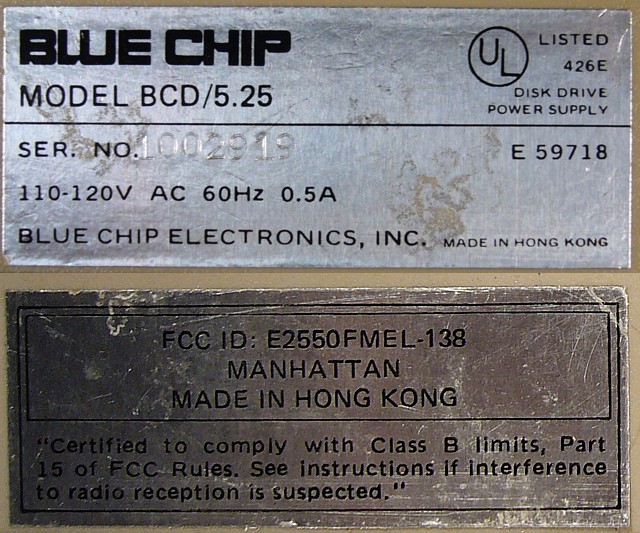 BLUE CHIP
MODEL BCD/5.25
UL LISTED
426E
DISK DRIVE
POWER SUPPLY
SER. NO. 1002919
E 59718
110-120V AC 60Hz 0.5A
BLUE CHIP ELECTRONICS, INC. MADE IN HONG KONG
FCC ID: E2550FMEL-138
MANHATTAN
MADE IN HONG KONG
"Certified to comply with Class B limits, Part
15 of FCC Rules. See instructions if interference
to radio reception is suspected."